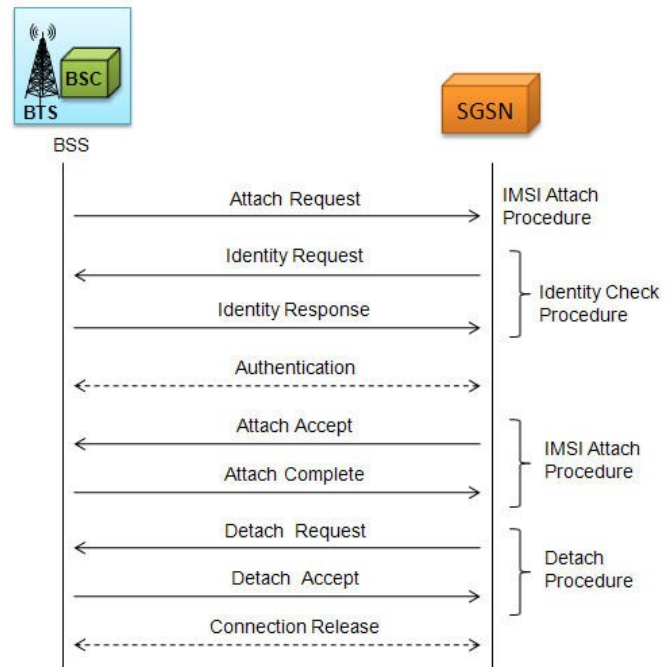 BSC
BTS
SGSN
BSS
Attach Request
IMSI Attach
Procedure
Identity Request
Identity Check
Procedure
Identity Response
Authentication
Attach Accept
IMSI Attach
Procedure
Attach Complete
Detach Request
Detach
Procedure
Detach Accept
Connection Release